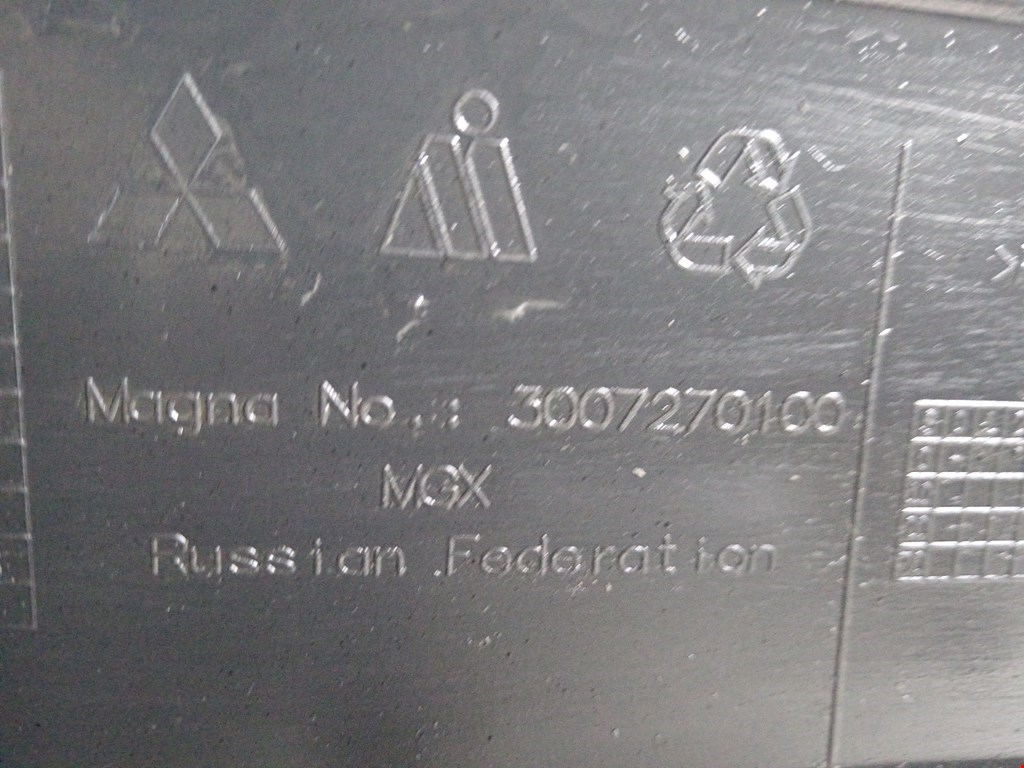 Magna No.: 3007270100
MGX
Russian Federation